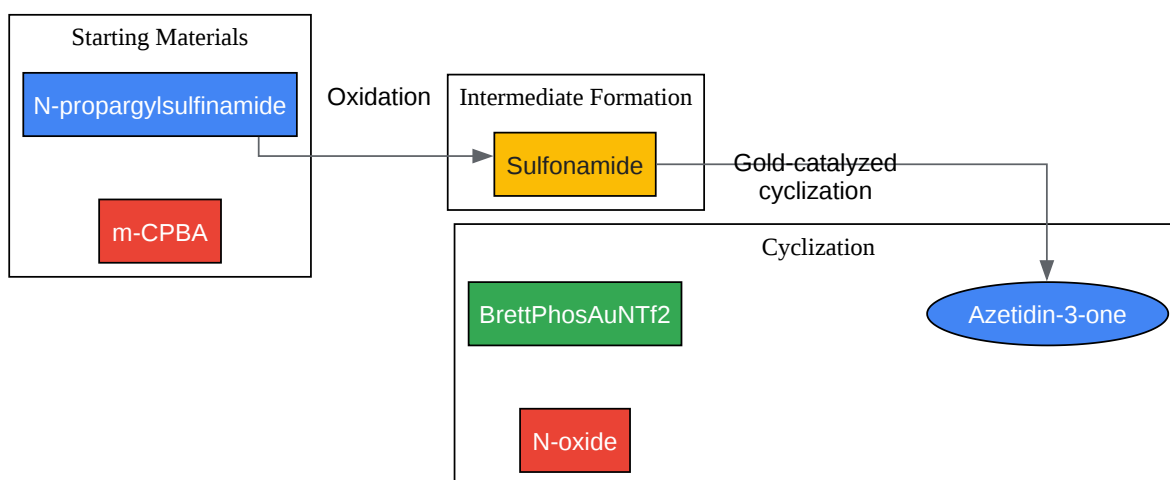 Starting Materials
N-propargylsulfinamide
m-CPBA
Oxidation
Intermediate Formation
Sulfonamide
Gold-catalyzed
cyclization
Cyclization
BrettPhosAuNTf2
Azetidin-3-one
N-oxide